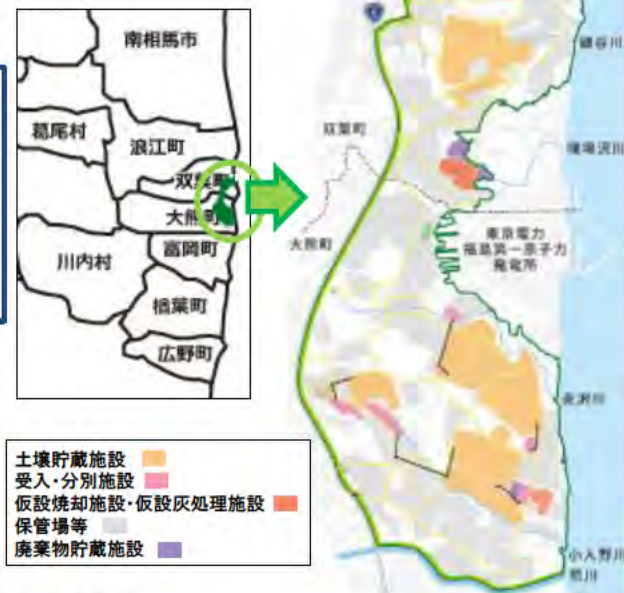 南相馬市
葛尾村
浪江町
双葉町
大熊町
富岡町
川内村
楢葉町
広野町
6
双葉町
大熊町
東京電力
福島第一原子力
発電所
夫沢川
小入野川
熊川
土壌貯蔵施設
受入・分別施設
仮設焼却施設・仮設灰処理施設
保管場等
廃棄物貯蔵施設